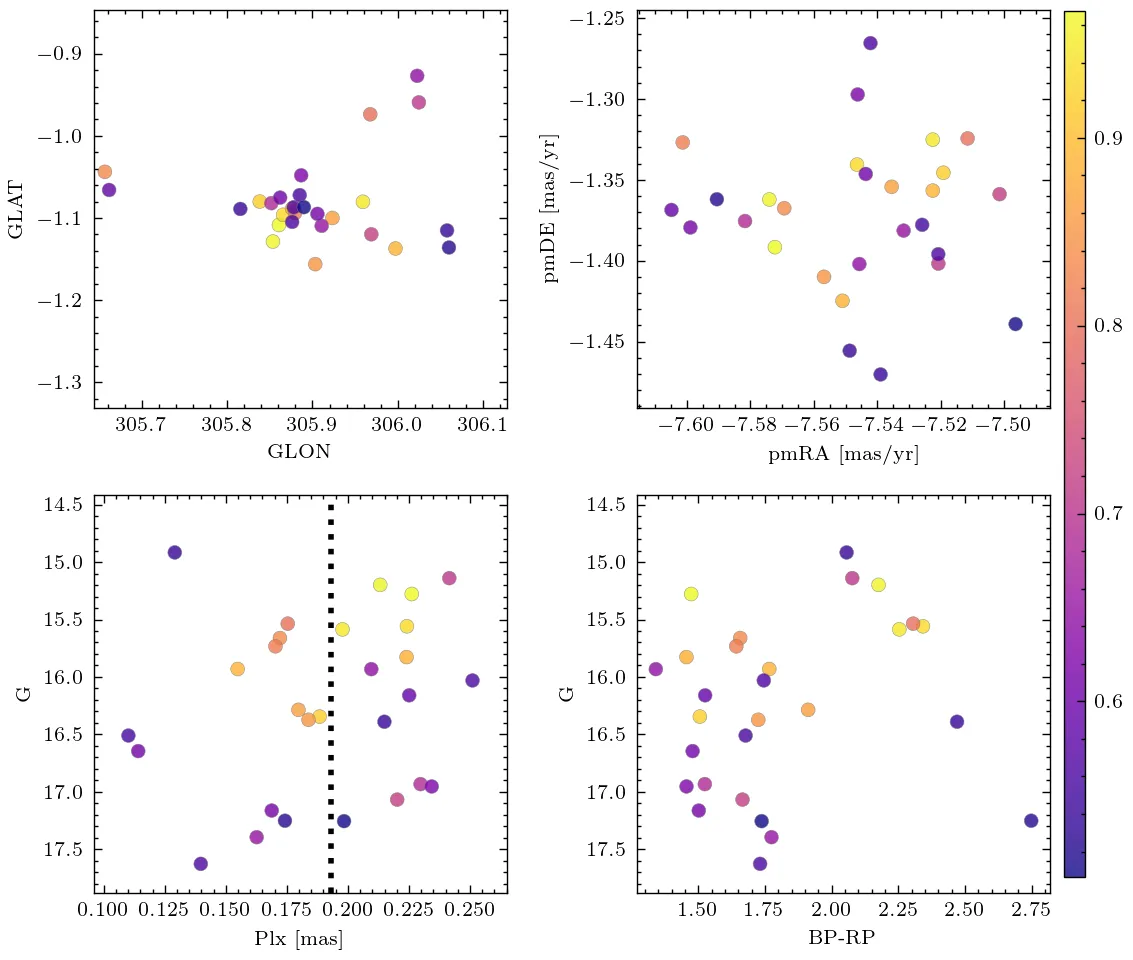 −0.9
−1.0
−1.1
−1.2
−1.3
GLAT
305.7 305.8 305.9 306.0 306.1
GLON
−1.25
−1.30
−1.35
−1.40
−1.45
pmDE [mas/yr]
−7.60 −7.58 −7.56 −7.54 −7.52 −7.50
pmRA [mas/yr]
14.5
15.0
15.5
16.0
16.5
17.0
17.5
G
0.100 0.125 0.150 0.175 0.200 0.225 0.250
Plx [mas]
14.5
15.0
15.5
16.0
16.5
17.0
17.5
G
1.50 1.75 2.00 2.25 2.50 2.75
BP-RP
0.9
0.8
0.7
0.6